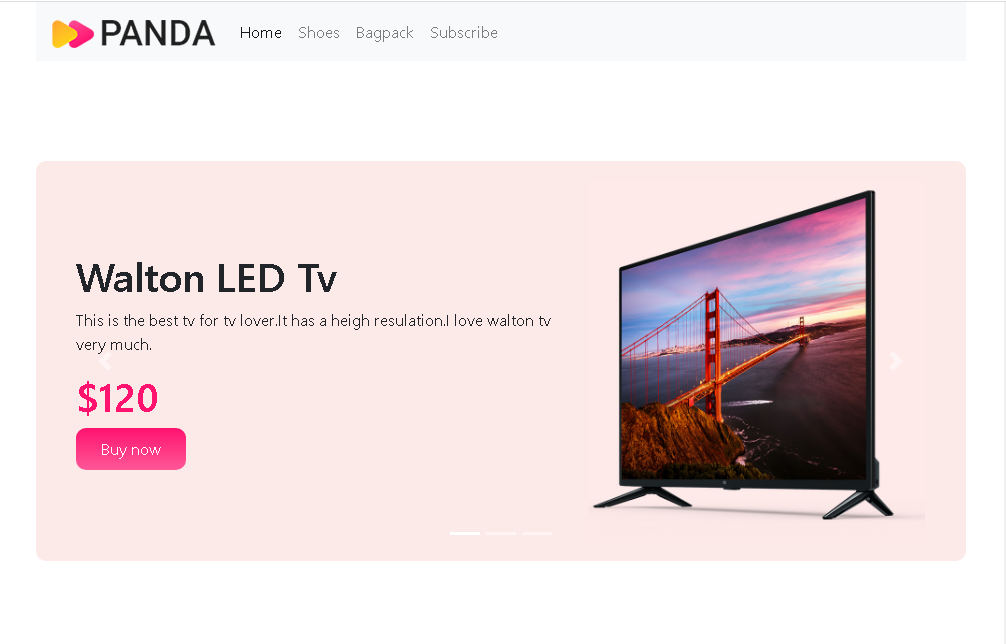 PANDA Home Shoes Bagpack Subscribe
Walton LED Tv
This is the best tv for tv lover.It has a heigh resulation.I love walton tv
very much.
$120
Buy now